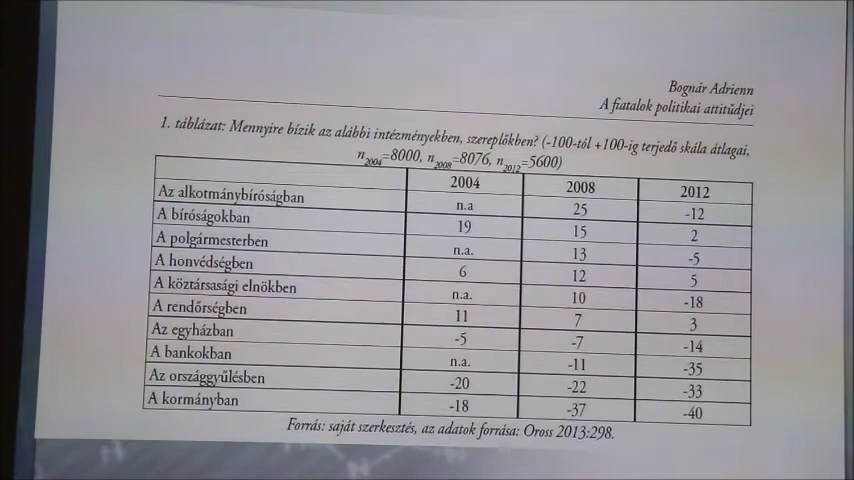 Bognár Adrienn
A fiatalok politikai attitűdjei
1. táblázat: Mennyire bízik az alábbi intézményekben, szereplőkben? (-100-tól +100-ig terjedő skála átlagai,
n2004=8000, n2008=8076, n2012=5600)
2004 2008 2012
Az alkotmánybíróságban n.a 25 -12
A bíróságokban 19 15 2
A polgármesterben n.a. 13 -5
A honvédségben 6 12 5
A köztársasági elnökben n.a. 10 -18
A rendőrségben 11 7 3
Az egyházban -5 -7 -14
A bankokban n.a. -11 -35
Az országgyűlésben -20 -22 -33
A kormányban -18 -37 -40
Forrás: saját szerkesztés, az adatok forrása: Oross 2013:298.